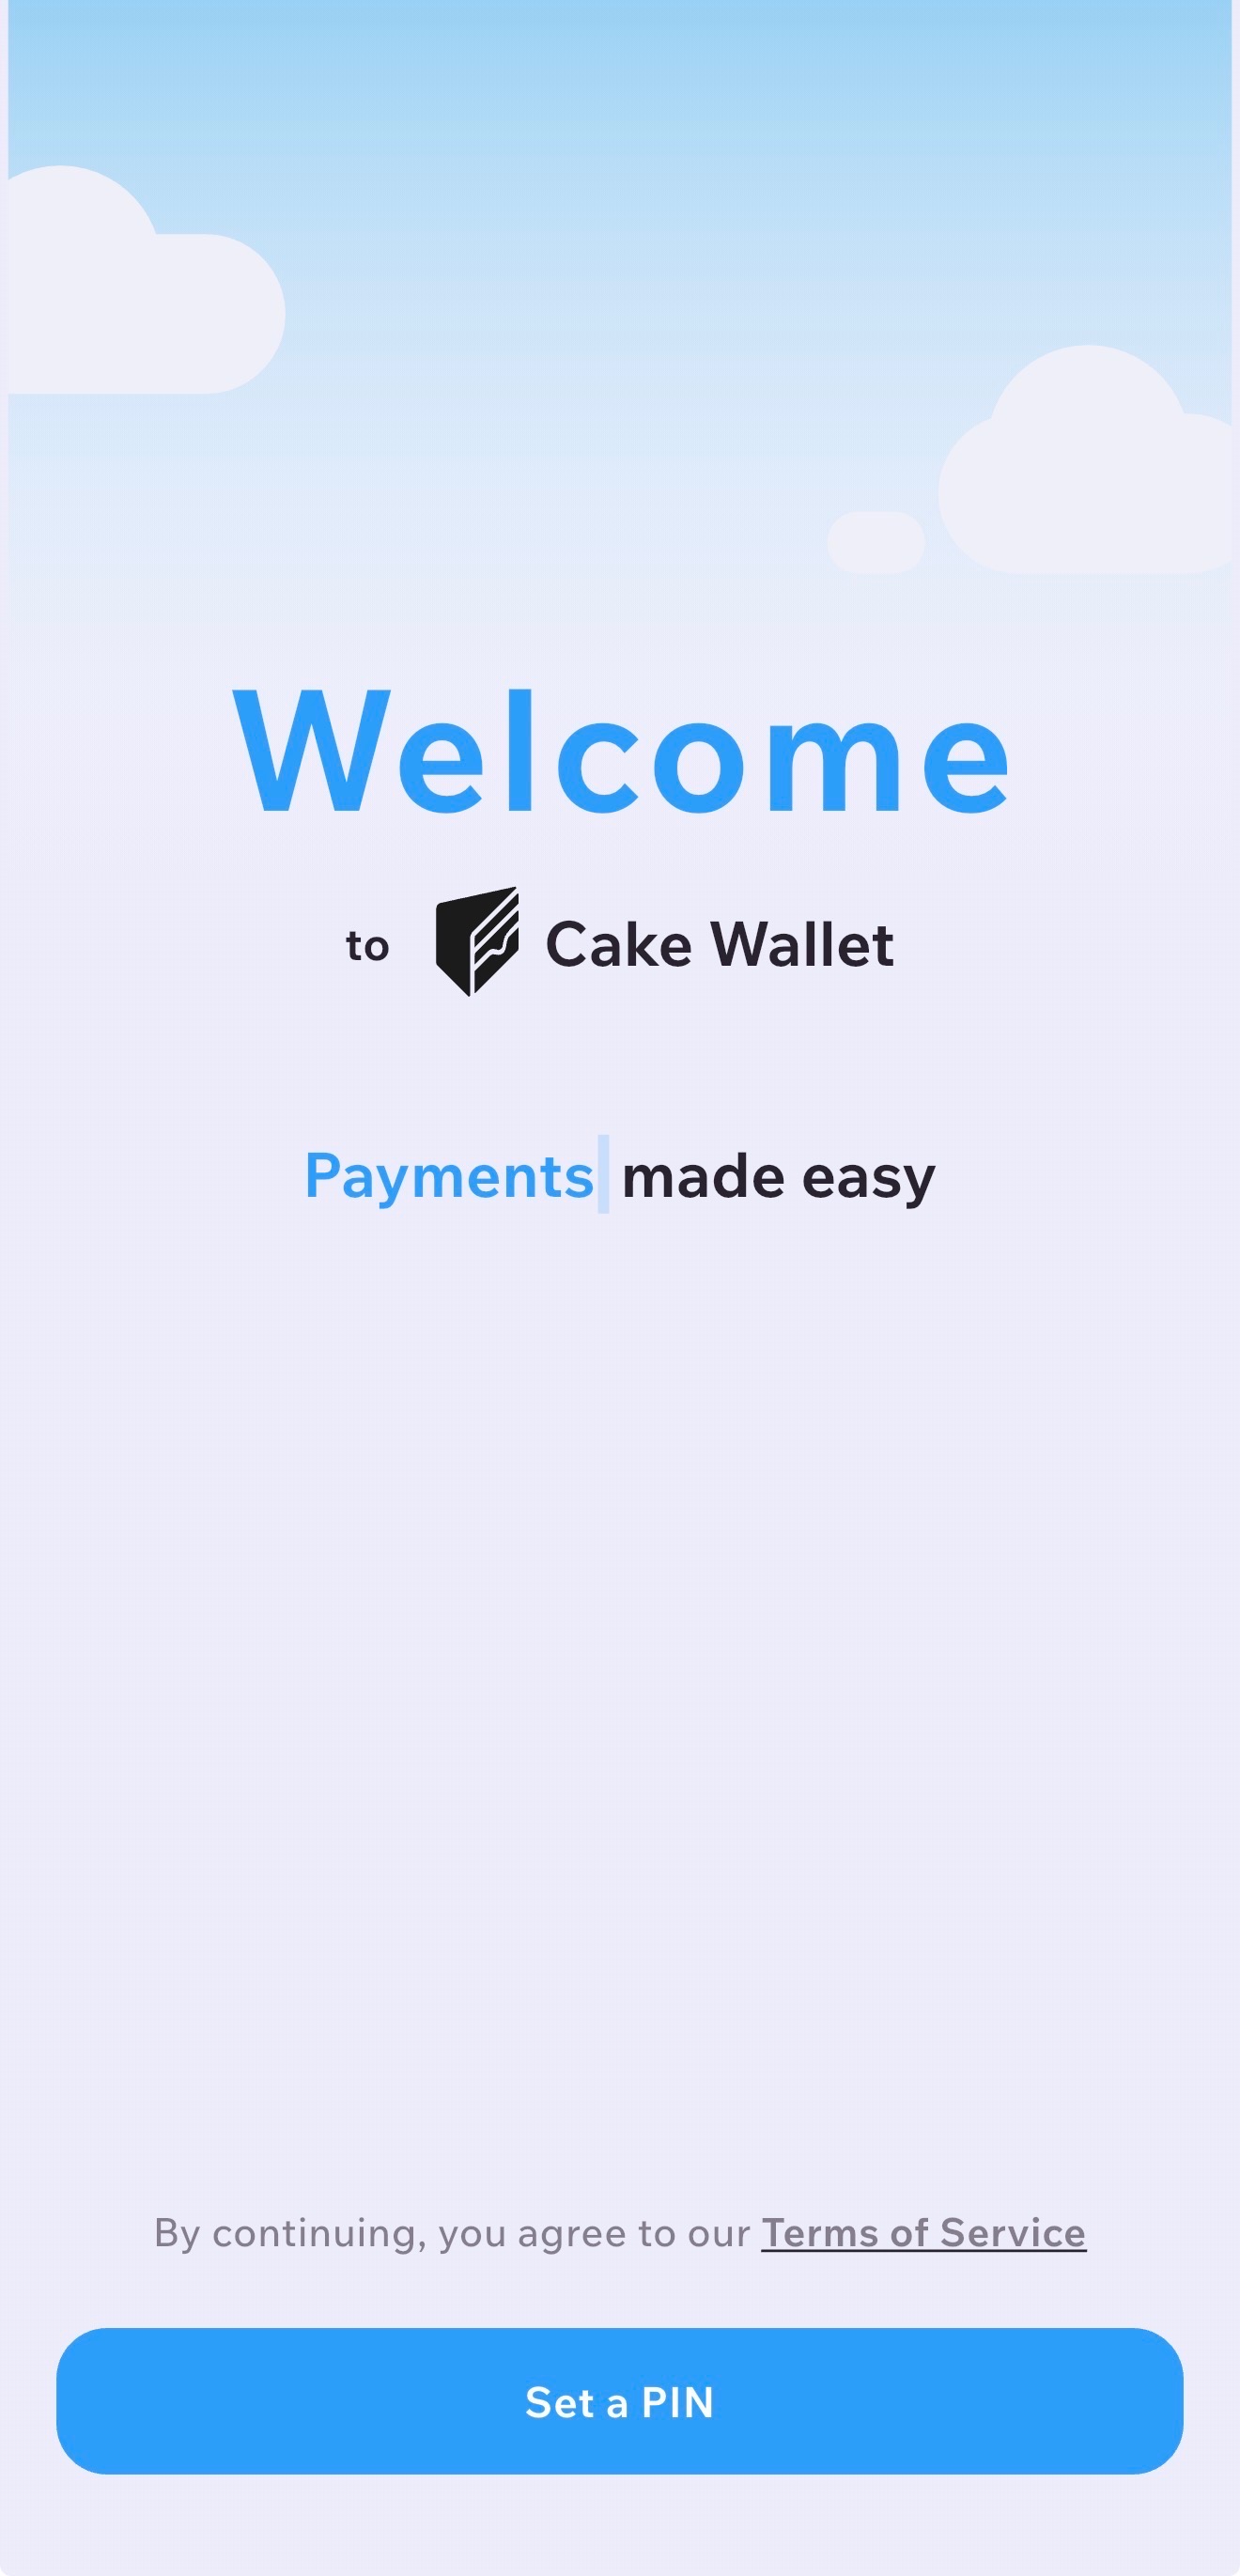 Welcome
to Cake Wallet
Payments made easy
By continuing, you agree to our Terms of Service
Set a PIN